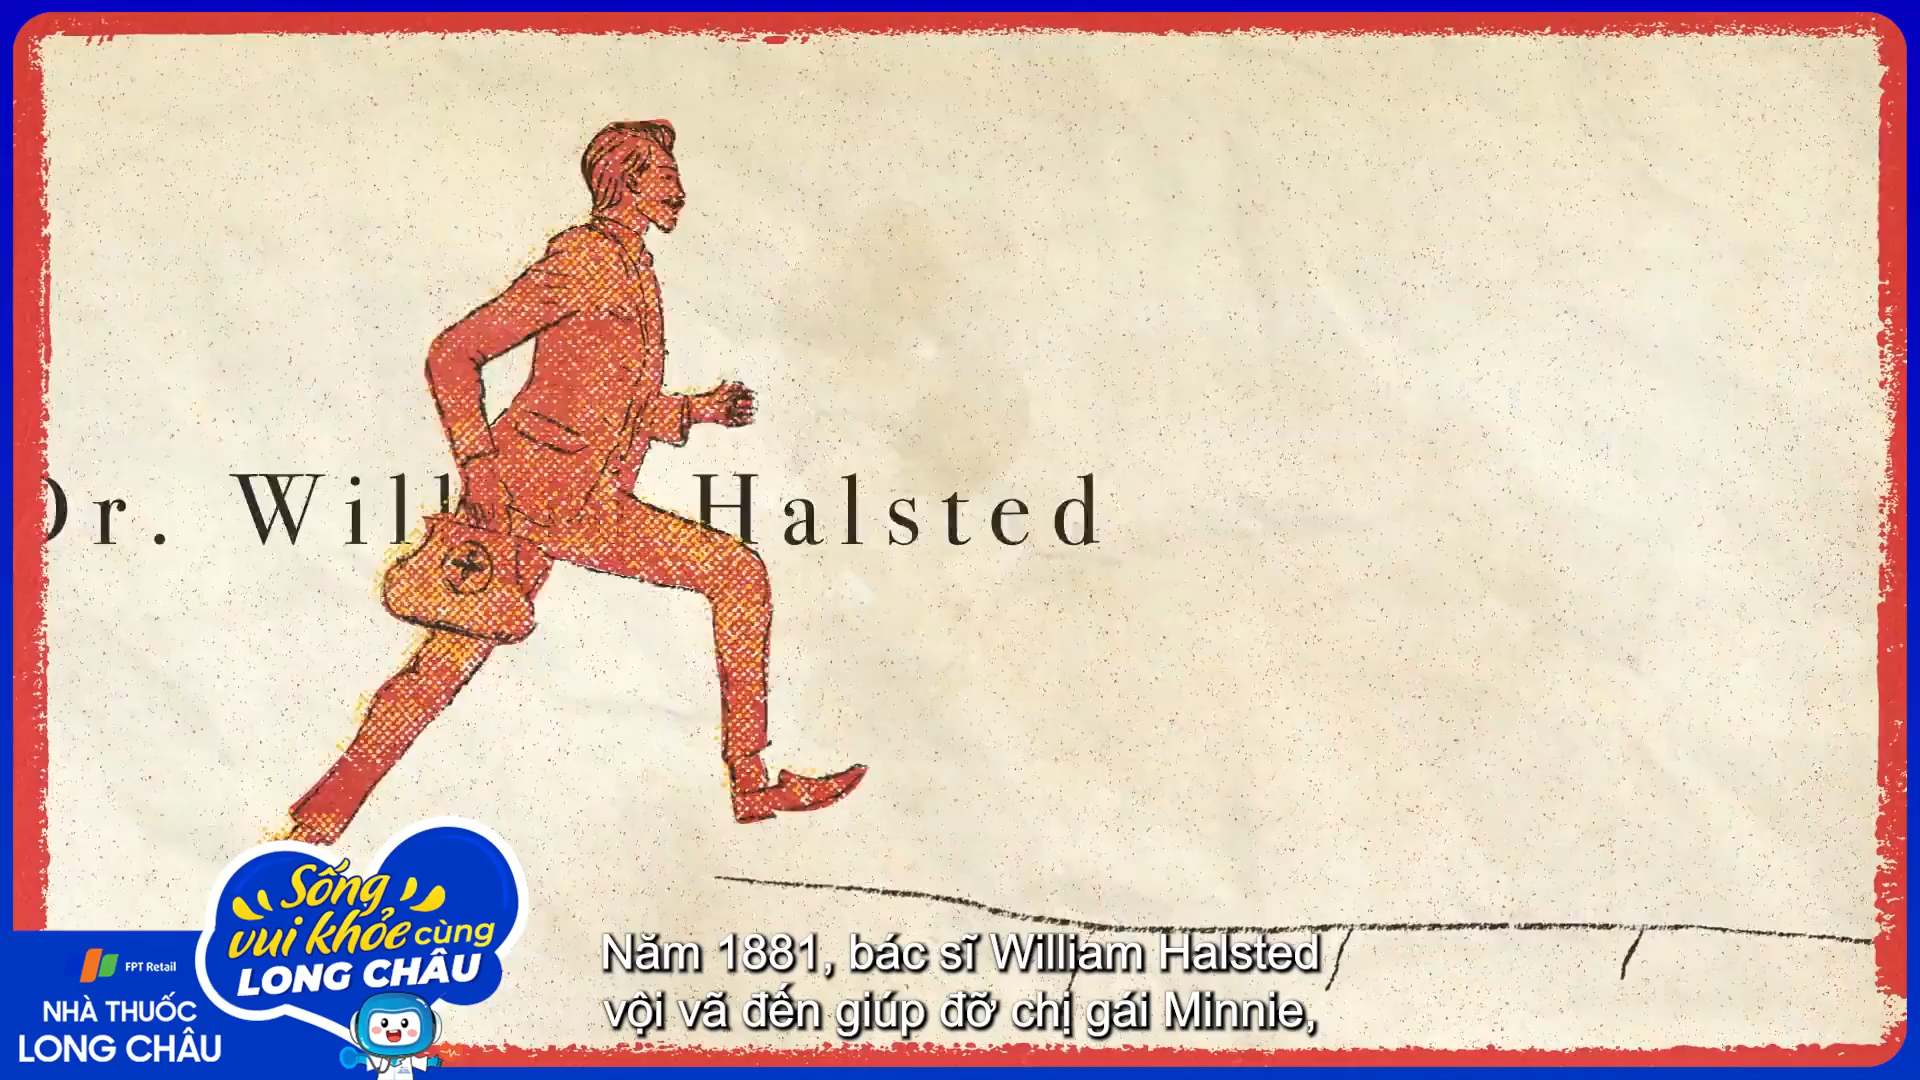 Dr. Will Halsted
Sống
vui khỏe cùng
LONG CHÂU
FPT Retail
NHÀ THUỐC
LONG CHÂU
Năm 1881, bác sĩ William Halsted
vội vã đến giúp đỡ chị gái Minnie,